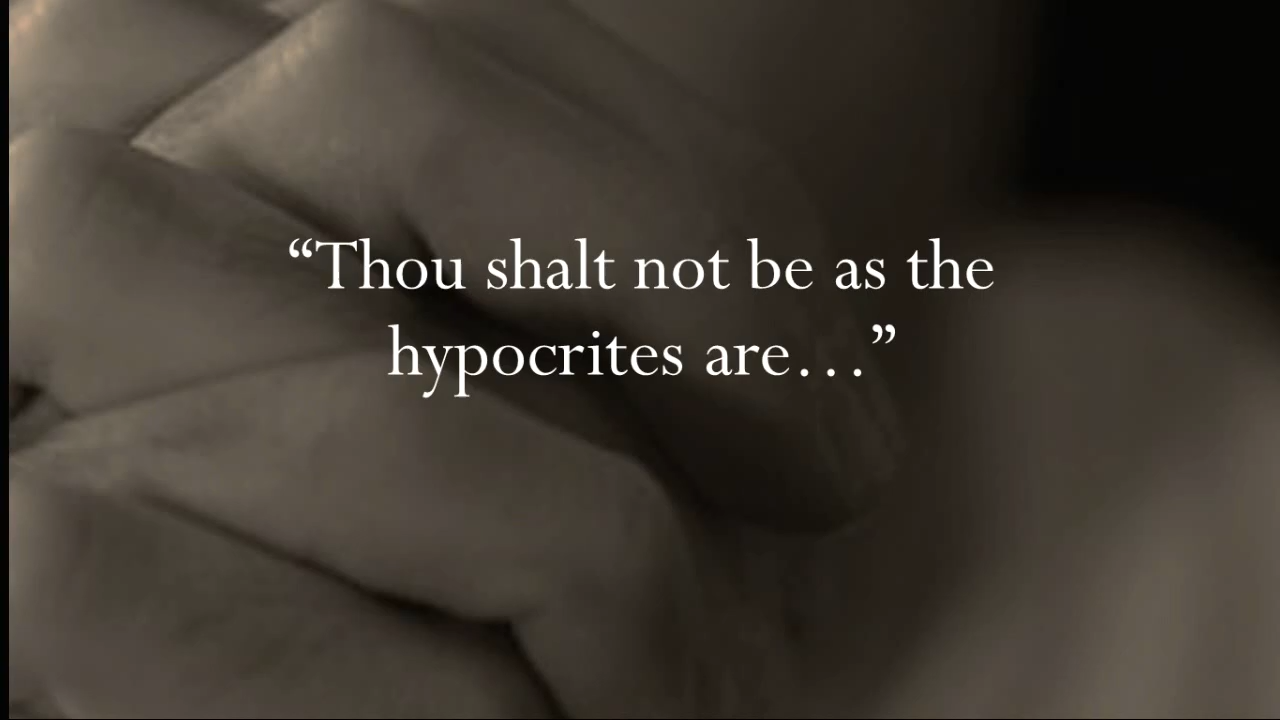 “Thou shalt not be as the
hypocrites are…”